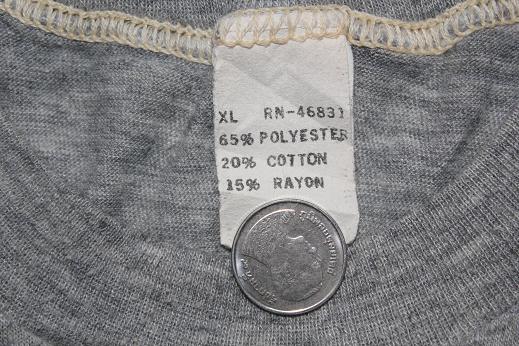 XL RN-46831
65% POLYESTER
20% COTTON
15% RAYON